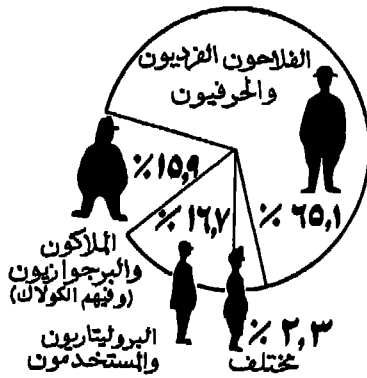 الفلاحون الفرديون
والحرفيون
٪ ٦٥,١
٪ ١٥,٩
الملاكون
والبرجوازيون
(وفيهم الكولاك)
٪ ١٦,٧
البروليتاريون
والمستخدمون
٪ ٢,٣
مختلف